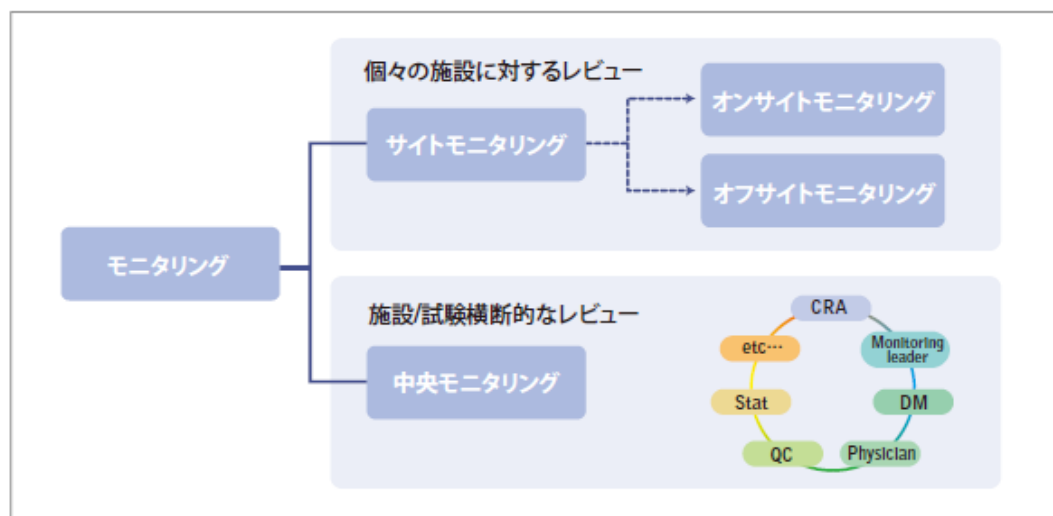 個々の施設に対するレビュー
サイトモニタリング
オンサイトモニタリング
オフサイトモニタリング
モニタリング
施設/試験横断的なレビュー
中央モニタリング
CRA
Monitoring
leader
DM
Physician
QC
Stat
etc…